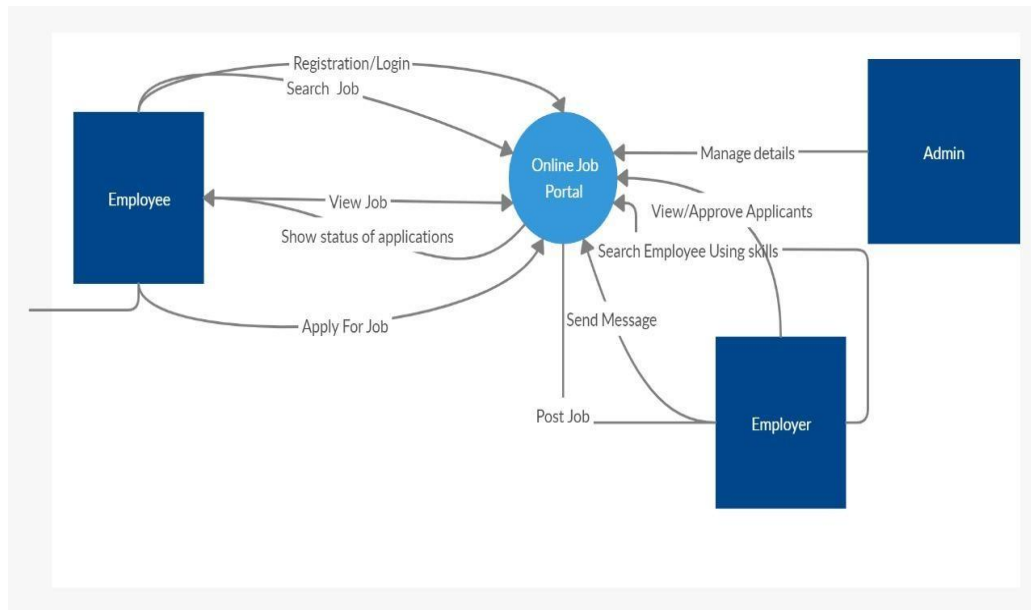 Registration/Login
Search Job
Employee
Online Job
Portal
Manage details
Admin
View Job
View/Approve Applicants
Show status of applications
Search Employee Using skills
Apply For Job
Send Message
Post Job
Employer